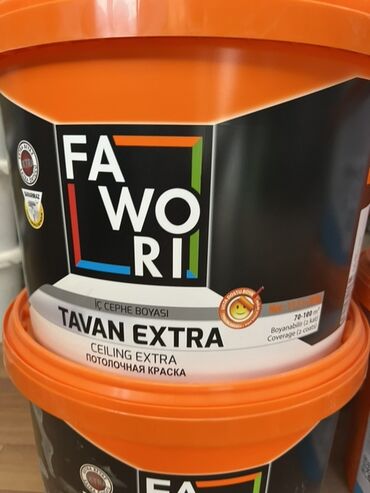 FA
WO
RI
İÇ CEPHE BOYASI
TAVAN EXTRA
CEILING EXTRA
ПОТОЛОЧНАЯ КРАСКА
70-100 m²
Boyanabilir (2 kat)
Coverage (2 coats)
FA
WO